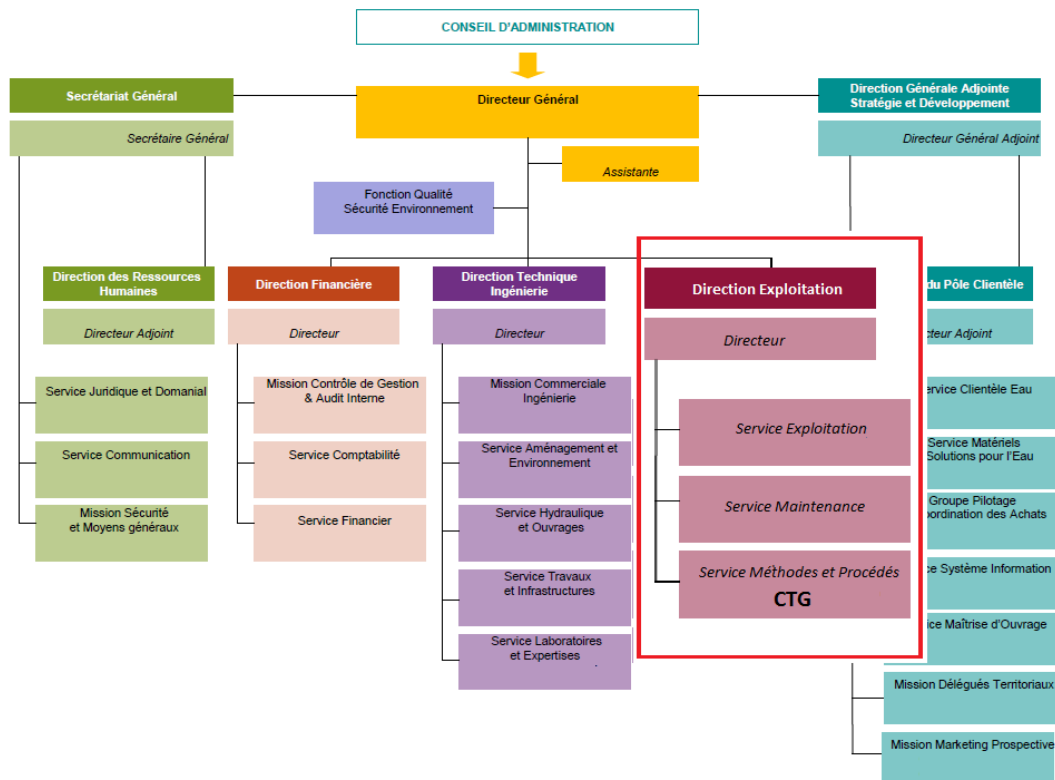 CONSEIL D'ADMINISTRATION
Secrétariat Général
Secrétaire Général
Directeur Général
Assistante
Fonction Qualité
Sécurité Environnement
Direction Générale Adjointe
Stratégie et Développement
Directeur Général Adjoint
Direction des Ressources
Humaines
Directeur Adjoint
Service Juridique et Domanial
Service Communication
Mission Sécurité
et Moyens généraux
Direction Financière
Directeur
Mission Contrôle de Gestion
& Audit Interne
Service Comptabilité
Service Financier
Direction Technique
Ingénierie
Directeur
Mission Commerciale
Ingénierie
Service Aménagement et
Environnement
Service Hydraulique
et Ouvrages
Service Travaux
et Infrastructures
Service Laboratoires
et Expertises
Direction Exploitation
Directeur
Service Exploitation
Service Maintenance
Service Méthodes et Procédés
CTG
du Pôle Clientèle
Adjoint
Clientèle Eau
Service Matériels
Solutions pour l'Eau
Groupe Pilotage
des Achats
Système Information
Maîtrise d'Ouvrage
Mission Délégués Territoriaux
Mission Marketing Prospective